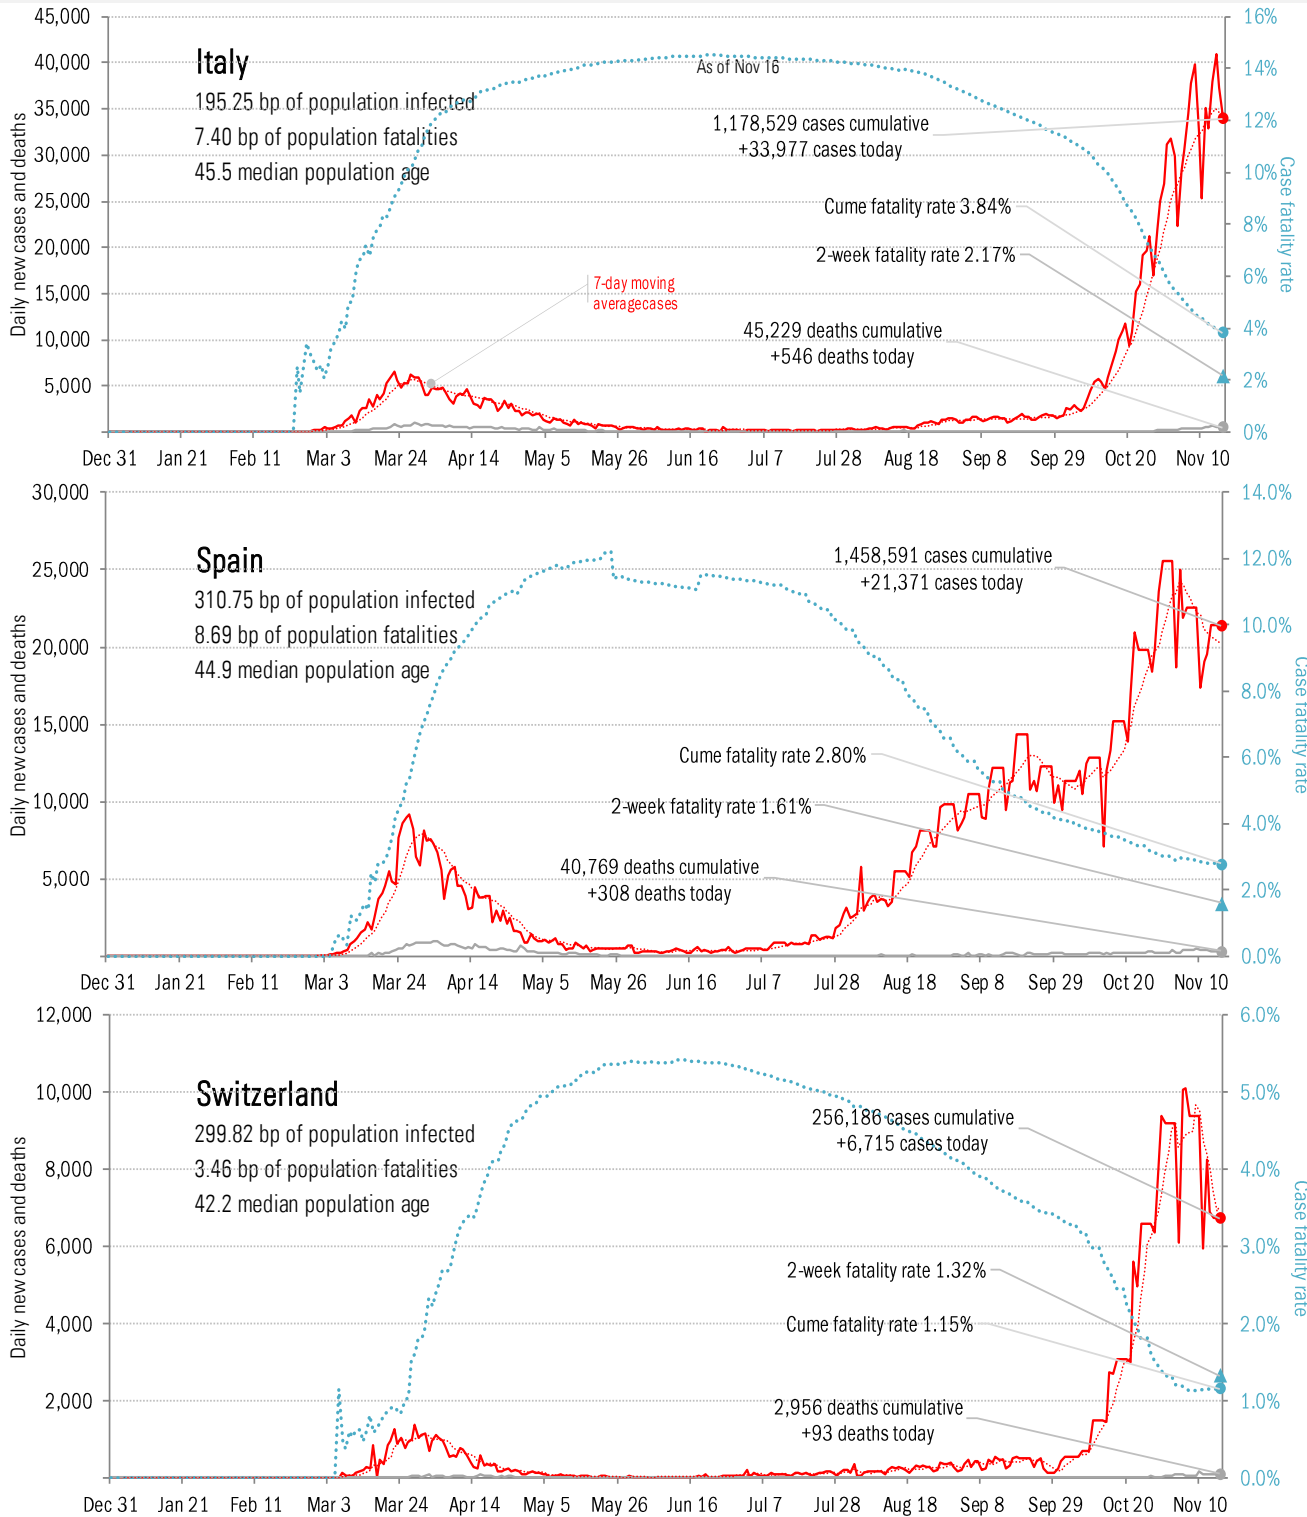 45,000
40,000
35,000
30,000
25,000
20,000
15,000
10,000
5,000
Daily new cases and deaths
Italy
195.25 bp of population infected
7.40 bp of population fatalities
45.5 median population age
As of Nov 16
1,178,529 cases cumulative
+33,977 cases today
Cume fatality rate 3.84%
2-week fatality rate 2.17%
7-day moving
averagecases
45,229 deaths cumulative
+546 deaths today
16%
14%
12%
10%
8%
6%
4%
2%
0%
Case fatality rate
Dec 31 Jan 21 Feb 11 Mar 3 Mar 24 Apr 14 May 5 May 26 Jun 16 Jul 7 Jul 28 Aug 18 Sep 8 Sep 29 Oct 20 Nov 10
30,000
25,000
20,000
15,000
10,000
5,000
Daily new cases and deaths
Spain
310.75 bp of population infected
8.69 bp of population fatalities
44.9 median population age
1,458,591 cases cumulative
+21,371 cases today
Cume fatality rate 2.80%
2-week fatality rate 1.61%
40,769 deaths cumulative
+308 deaths today
14.0%
12.0%
10.0%
8.0%
6.0%
4.0%
2.0%
0.0%
Case fatality rate
Dec 31 Jan 21 Feb 11 Mar 3 Mar 24 Apr 14 May 5 May 26 Jun 16 Jul 7 Jul 28 Aug 18 Sep 8 Sep 29 Oct 20 Nov 10
12,000
10,000
8,000
6,000
4,000
2,000
Daily new cases and deaths
Switzerland
299.82 bp of population infected
3.46 bp of population fatalities
42.2 median population age
256,186 cases cumulative
+6,715 cases today
2-week fatality rate 1.32%
Cume fatality rate 1.15%
2,956 deaths cumulative
+93 deaths today
6.0%
5.0%
4.0%
3.0%
2.0%
1.0%
0.0%
Case fatality rate
Dec 31 Jan 21 Feb 11 Mar 3 Mar 24 Apr 14 May 5 May 26 Jun 16 Jul 7 Jul 28 Aug 18 Sep 8 Sep 29 Oct 20 Nov 10